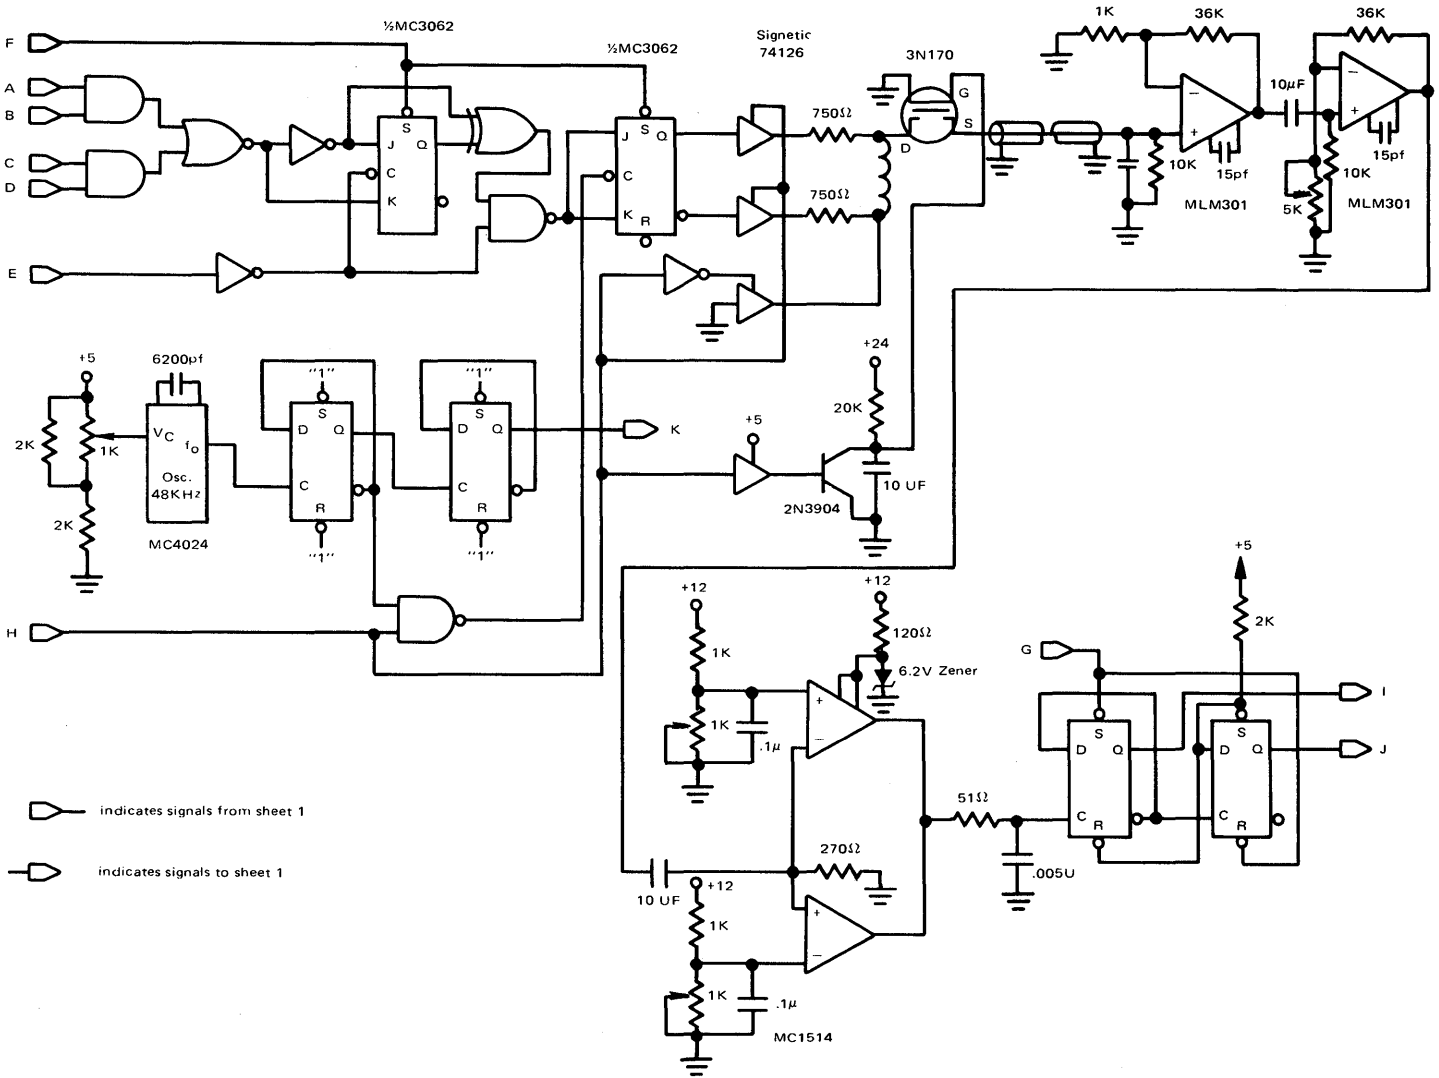 ½MC3062
½MC3062
Signetic
74126
3N170
F
A
B
C
D
E
S
J
Q
C
K
S
J
Q
C
K
R
750Ω
750Ω
G
S
D
1K
36K
36K
10μF
−
+
−
+
10K
15pf
MLM301
5K
10K
15pf
MLM301
+5
6200pf
2K
1K
2K
VC
fo
Osc.
48KHz
MC4024
"1"
S
D
Q
C
R
"1"
"1"
S
D
Q
C
R
"1"
K
+24
20K
+5
10 UF
2N3904
H
+12
1K
1K
.1μ
+12
120Ω
6.2V Zener
+
−
270Ω
10 UF
+12
1K
1K
.1μ
+
−
MC1514
51Ω
.005U
+5
2K
G
S
D
Q
C
R
S
D
Q
C
R
I
J
indicates signals from sheet 1
indicates signals to sheet 1